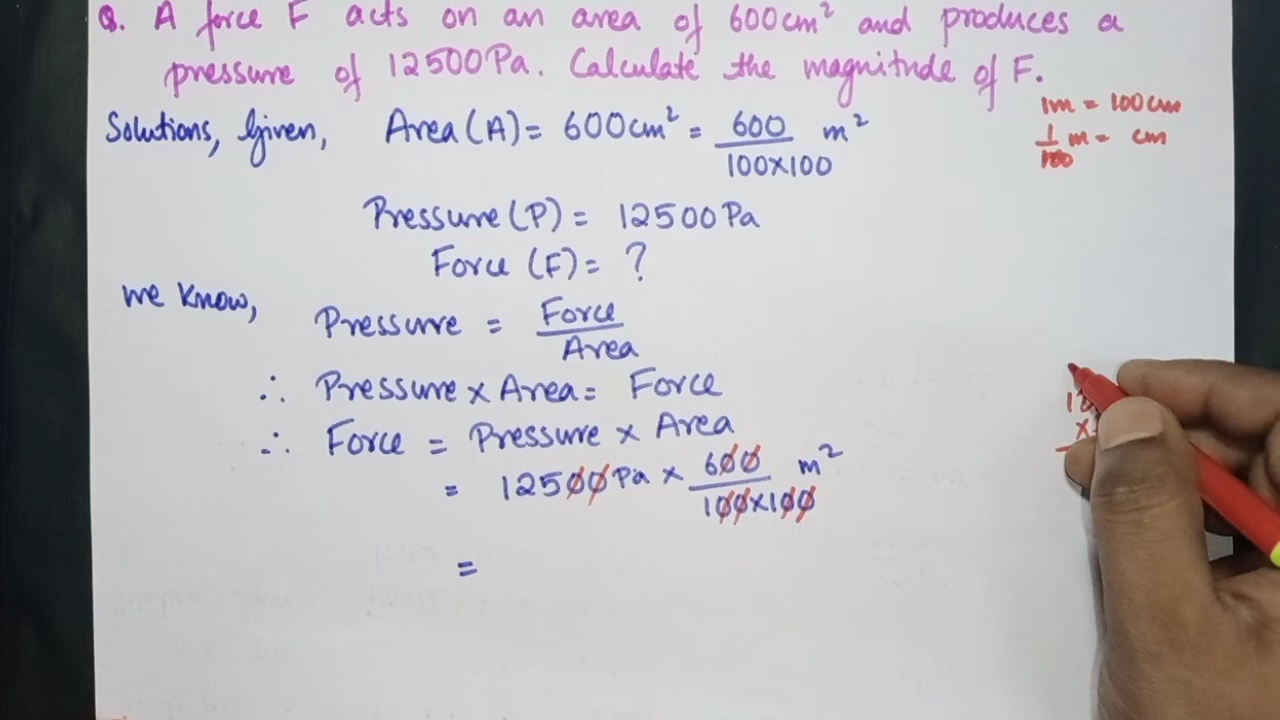 Q. A force F acts on an area of 600cm² and produces a
pressure of 12500Pa. Calculate the magnitude of F.
1m = 100cm
1/100 m = cm
Solutions, Given, Area(A) = 600cm² = 600/100×100 m²
Pressure(P) = 12500Pa
Force (F) = ?
we know,
Pressure = Force/Area
∴ Pressure × Area = Force
∴ Force = Pressure × Area
= 12500 Pa × 600/100×100 m²
=